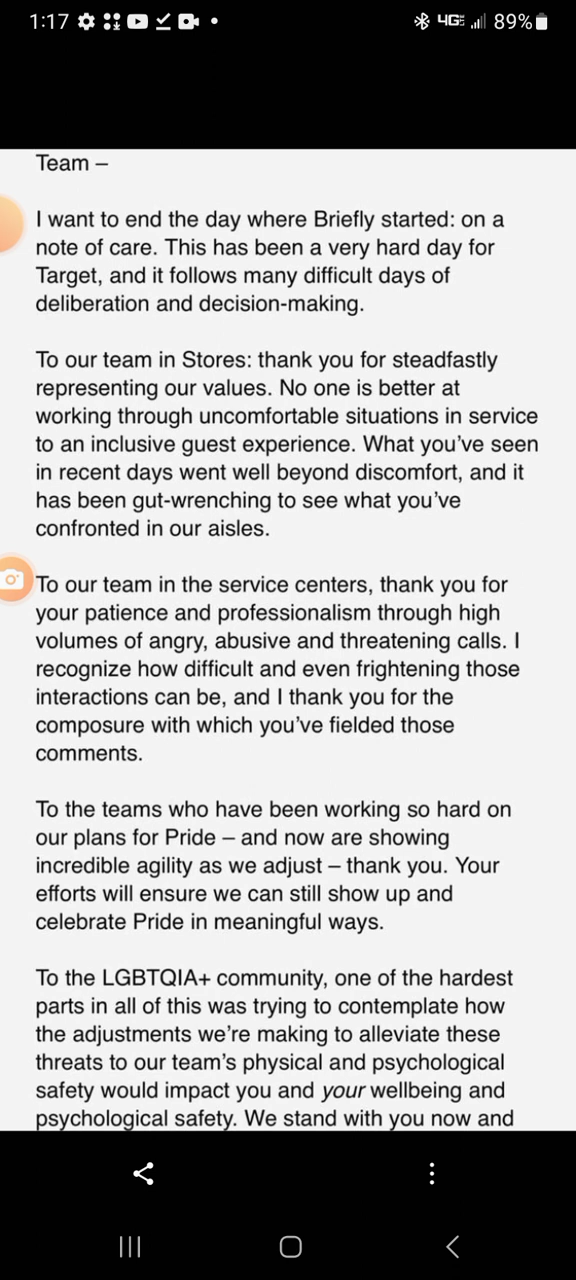 1:17
4GE 89%
Team –
I want to end the day where Briefly started: on a
note of care. This has been a very hard day for
Target, and it follows many difficult days of
deliberation and decision-making.
To our team in Stores: thank you for steadfastly
representing our values. No one is better at
working through uncomfortable situations in service
to an inclusive guest experience. What you’ve seen
in recent days went well beyond discomfort, and it
has been gut-wrenching to see what you’ve
confronted in our aisles.
To our team in the service centers, thank you for
your patience and professionalism through high
volumes of angry, abusive and threatening calls. I
recognize how difficult and even frightening those
interactions can be, and I thank you for the
composure with which you’ve fielded those
comments.
To the teams who have been working so hard on
our plans for Pride – and now are showing
incredible agility as we adjust – thank you. Your
efforts will ensure we can still show up and
celebrate Pride in meaningful ways.
To the LGBTQIA+ community, one of the hardest
parts in all of this was trying to contemplate how
the adjustments we’re making to alleviate these
threats to our team’s physical and psychological
safety would impact you and your wellbeing and
psychological safety. We stand with you now and